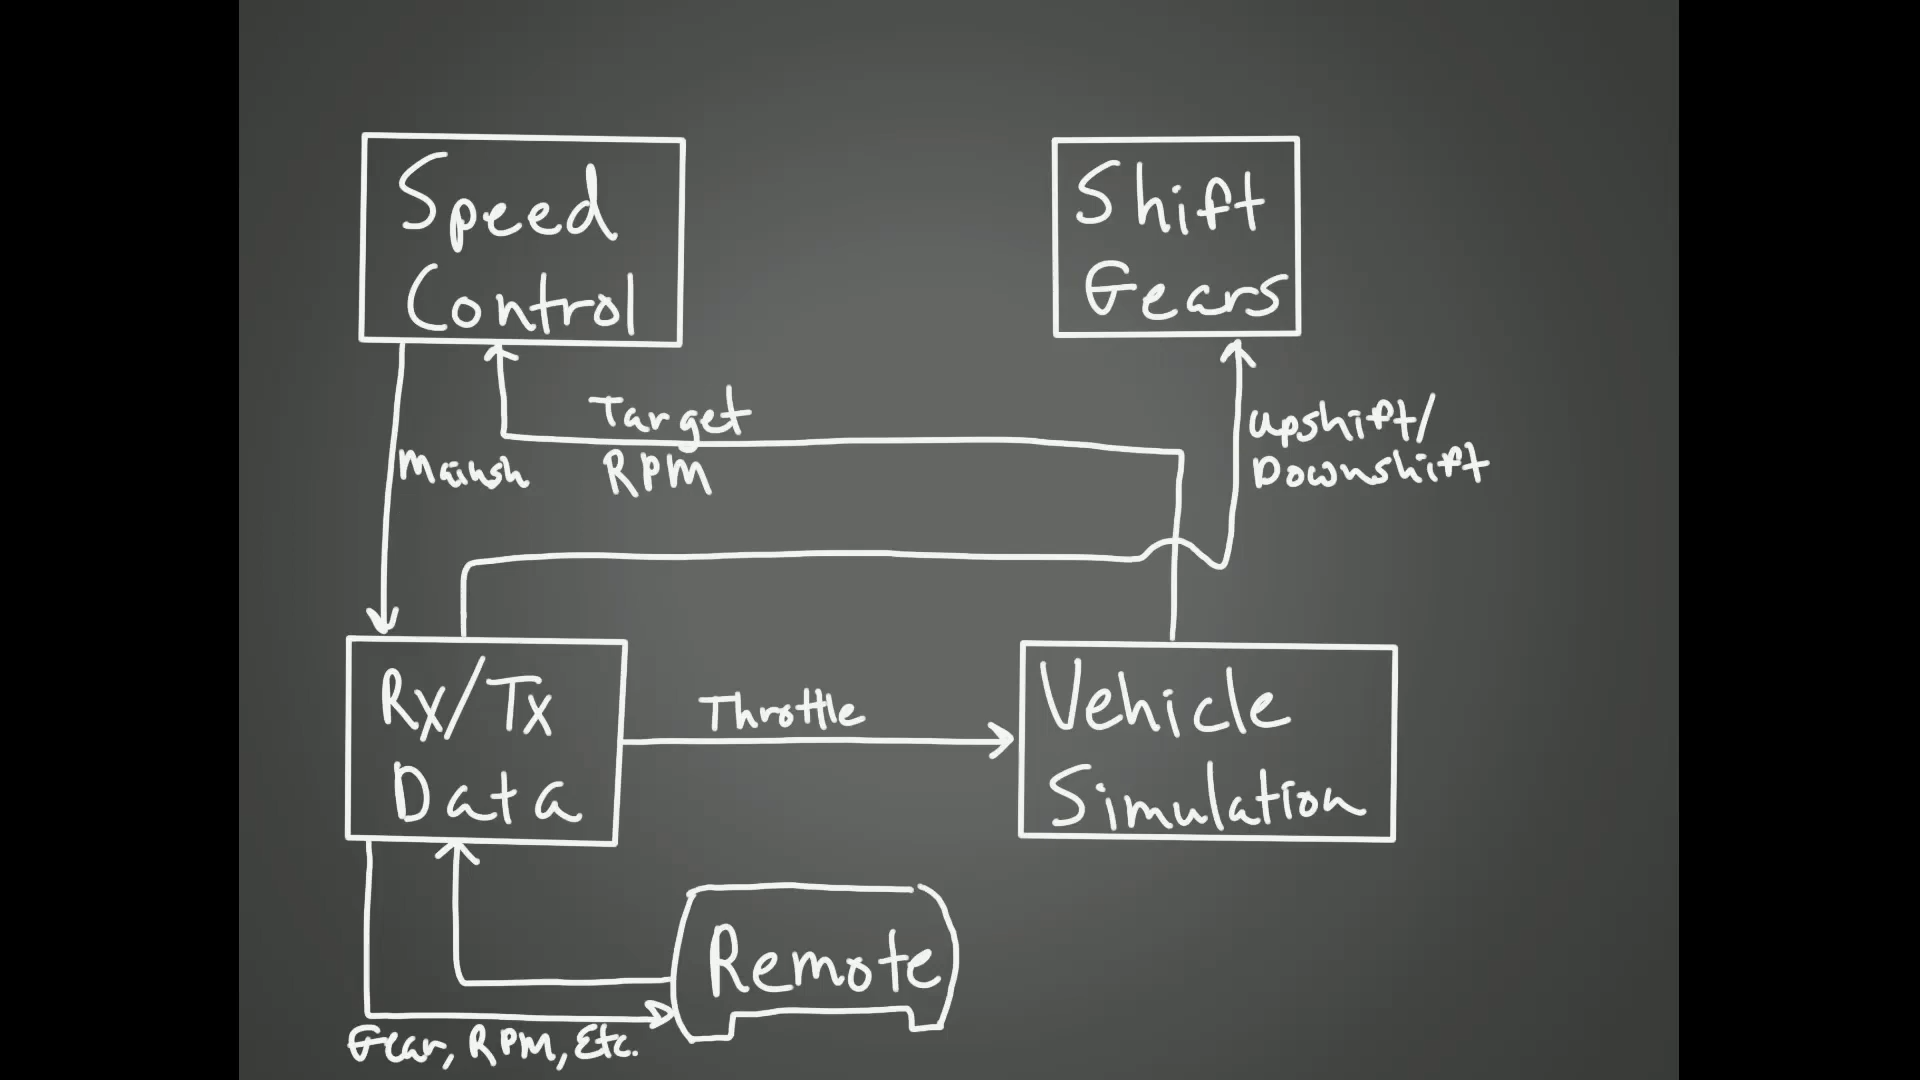 Speed
Control
Shift
Gears
Target
RPM
Upshift/
Downshift
Rx/Tx
Data
Throttle
Vehicle
Simulation
Remote
Gear, RPM, Etc.